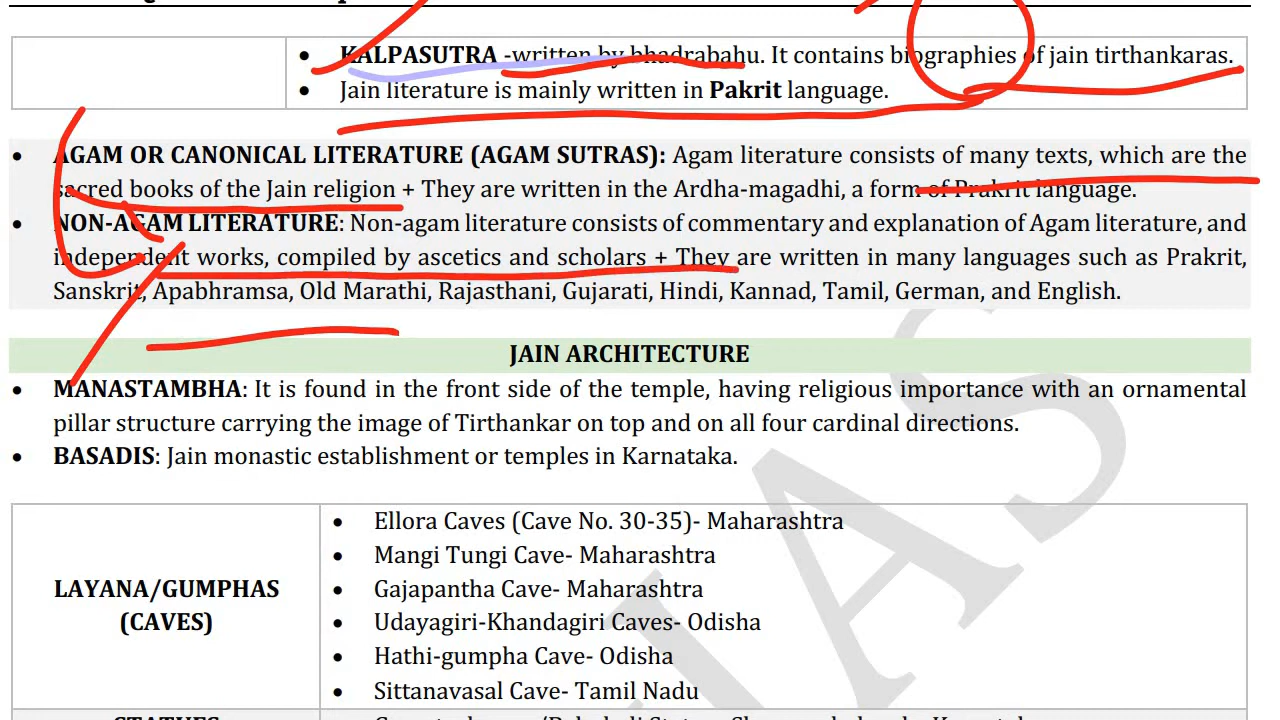 • KALPASUTRA -written by bhadrabahu. It contains biographies of jain tirthankaras.
• Jain literature is mainly written in Pakrit language.
• AGAM OR CANONICAL LITERATURE (AGAM SUTRAS): Agam literature consists of many texts, which are the
sacred books of the Jain religion + They are written in the Ardha-magadhi, a form of Prakrit language.
• NON-AGAM LITERATURE: Non-agam literature consists of commentary and explanation of Agam literature, and
independent works, compiled by ascetics and scholars + They are written in many languages such as Prakrit,
Sanskrit, Apabhramsa, Old Marathi, Rajasthani, Gujarati, Hindi, Kannad, Tamil, German, and English.
JAIN ARCHITECTURE
• MANASTAMBHA: It is found in the front side of the temple, having religious importance with an ornamental
pillar structure carrying the image of Tirthankar on top and on all four cardinal directions.
• BASADIS: Jain monastic establishment or temples in Karnataka.
LAYANA/GUMPHAS
(CAVES)
• Ellora Caves (Cave No. 30-35)- Maharashtra
• Mangi Tungi Cave- Maharashtra
• Gajapantha Cave- Maharashtra
• Udayagiri-Khandagiri Caves- Odisha
• Hathi-gumpha Cave- Odisha
• Sittanavasal Cave- Tamil Nadu
STATUES